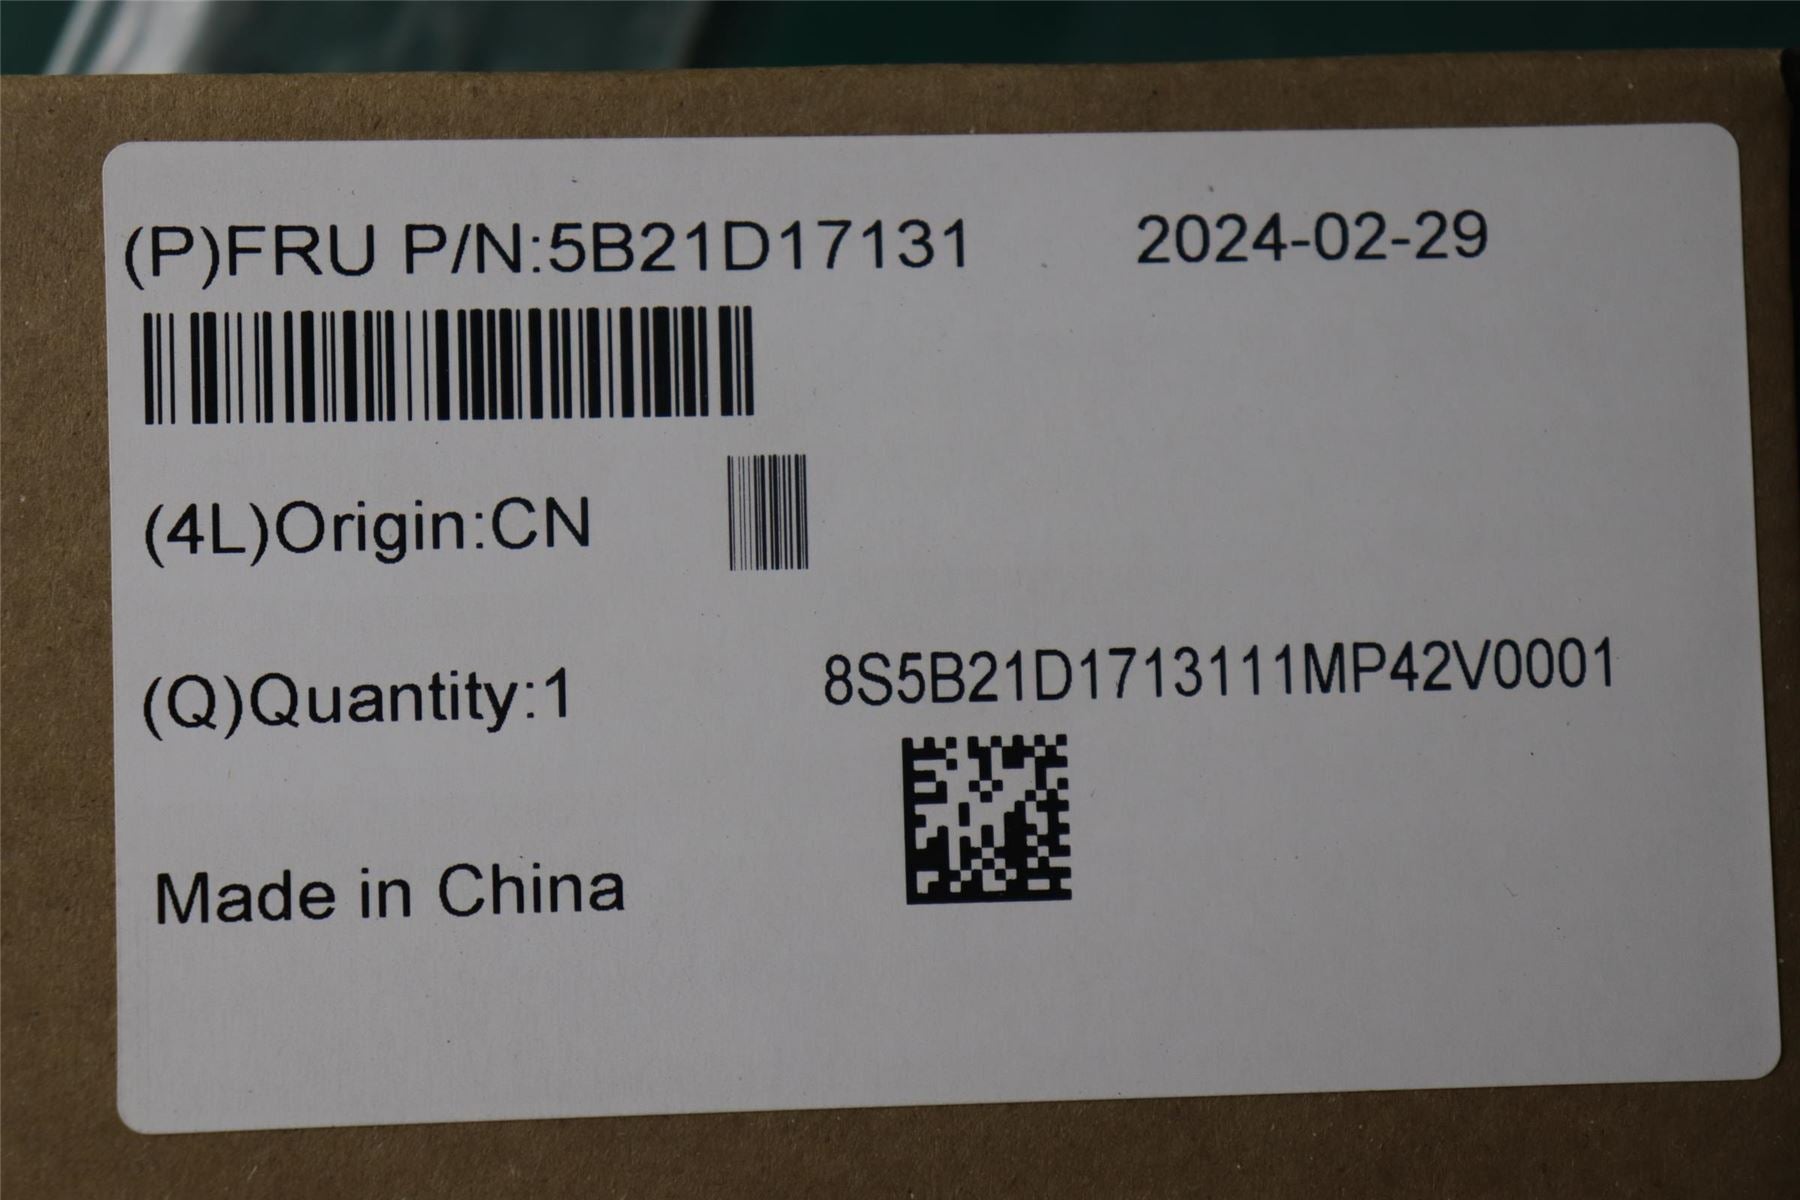 (P)FRU P/N:5B21D17131 2024-02-29
(4L)Origin:CN
(Q)Quantity:1 8S5B21D1713111MP42V0001
Made in China